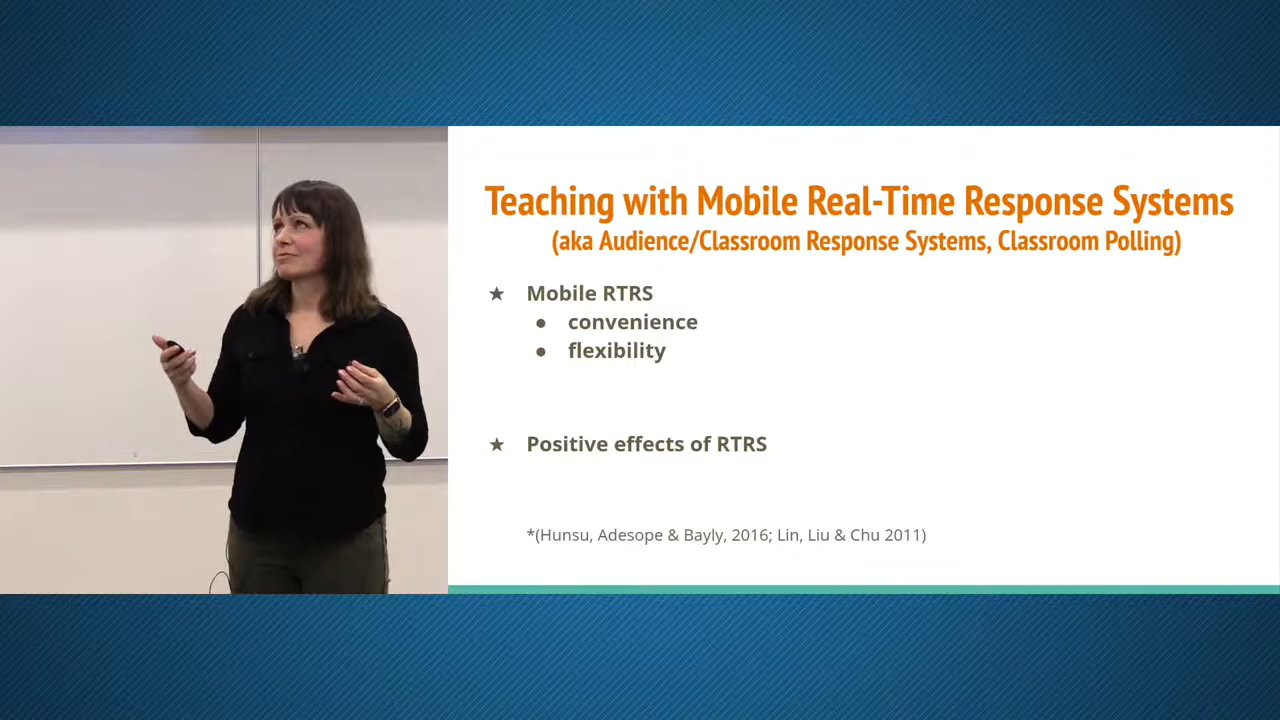 Teaching with Mobile Real-Time Response Systems
(aka Audience/Classroom Response Systems, Classroom Polling)
★ Mobile RTRS
● convenience
● flexibility
★ Positive effects of RTRS
*(Hunsu, Adesope & Bayly, 2016; Lin, Liu & Chu 2011)